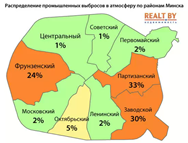 Распределение промышленных выбросов в атмосферу по районам Минска
REALT BY
Советский
1%
Центральный
1%
Первомайский
2%
Фрунзенский
24%
Партизанский
33%
Заводской
30%
Московский
2%
Октябрьский
5%
Ленинский
2%